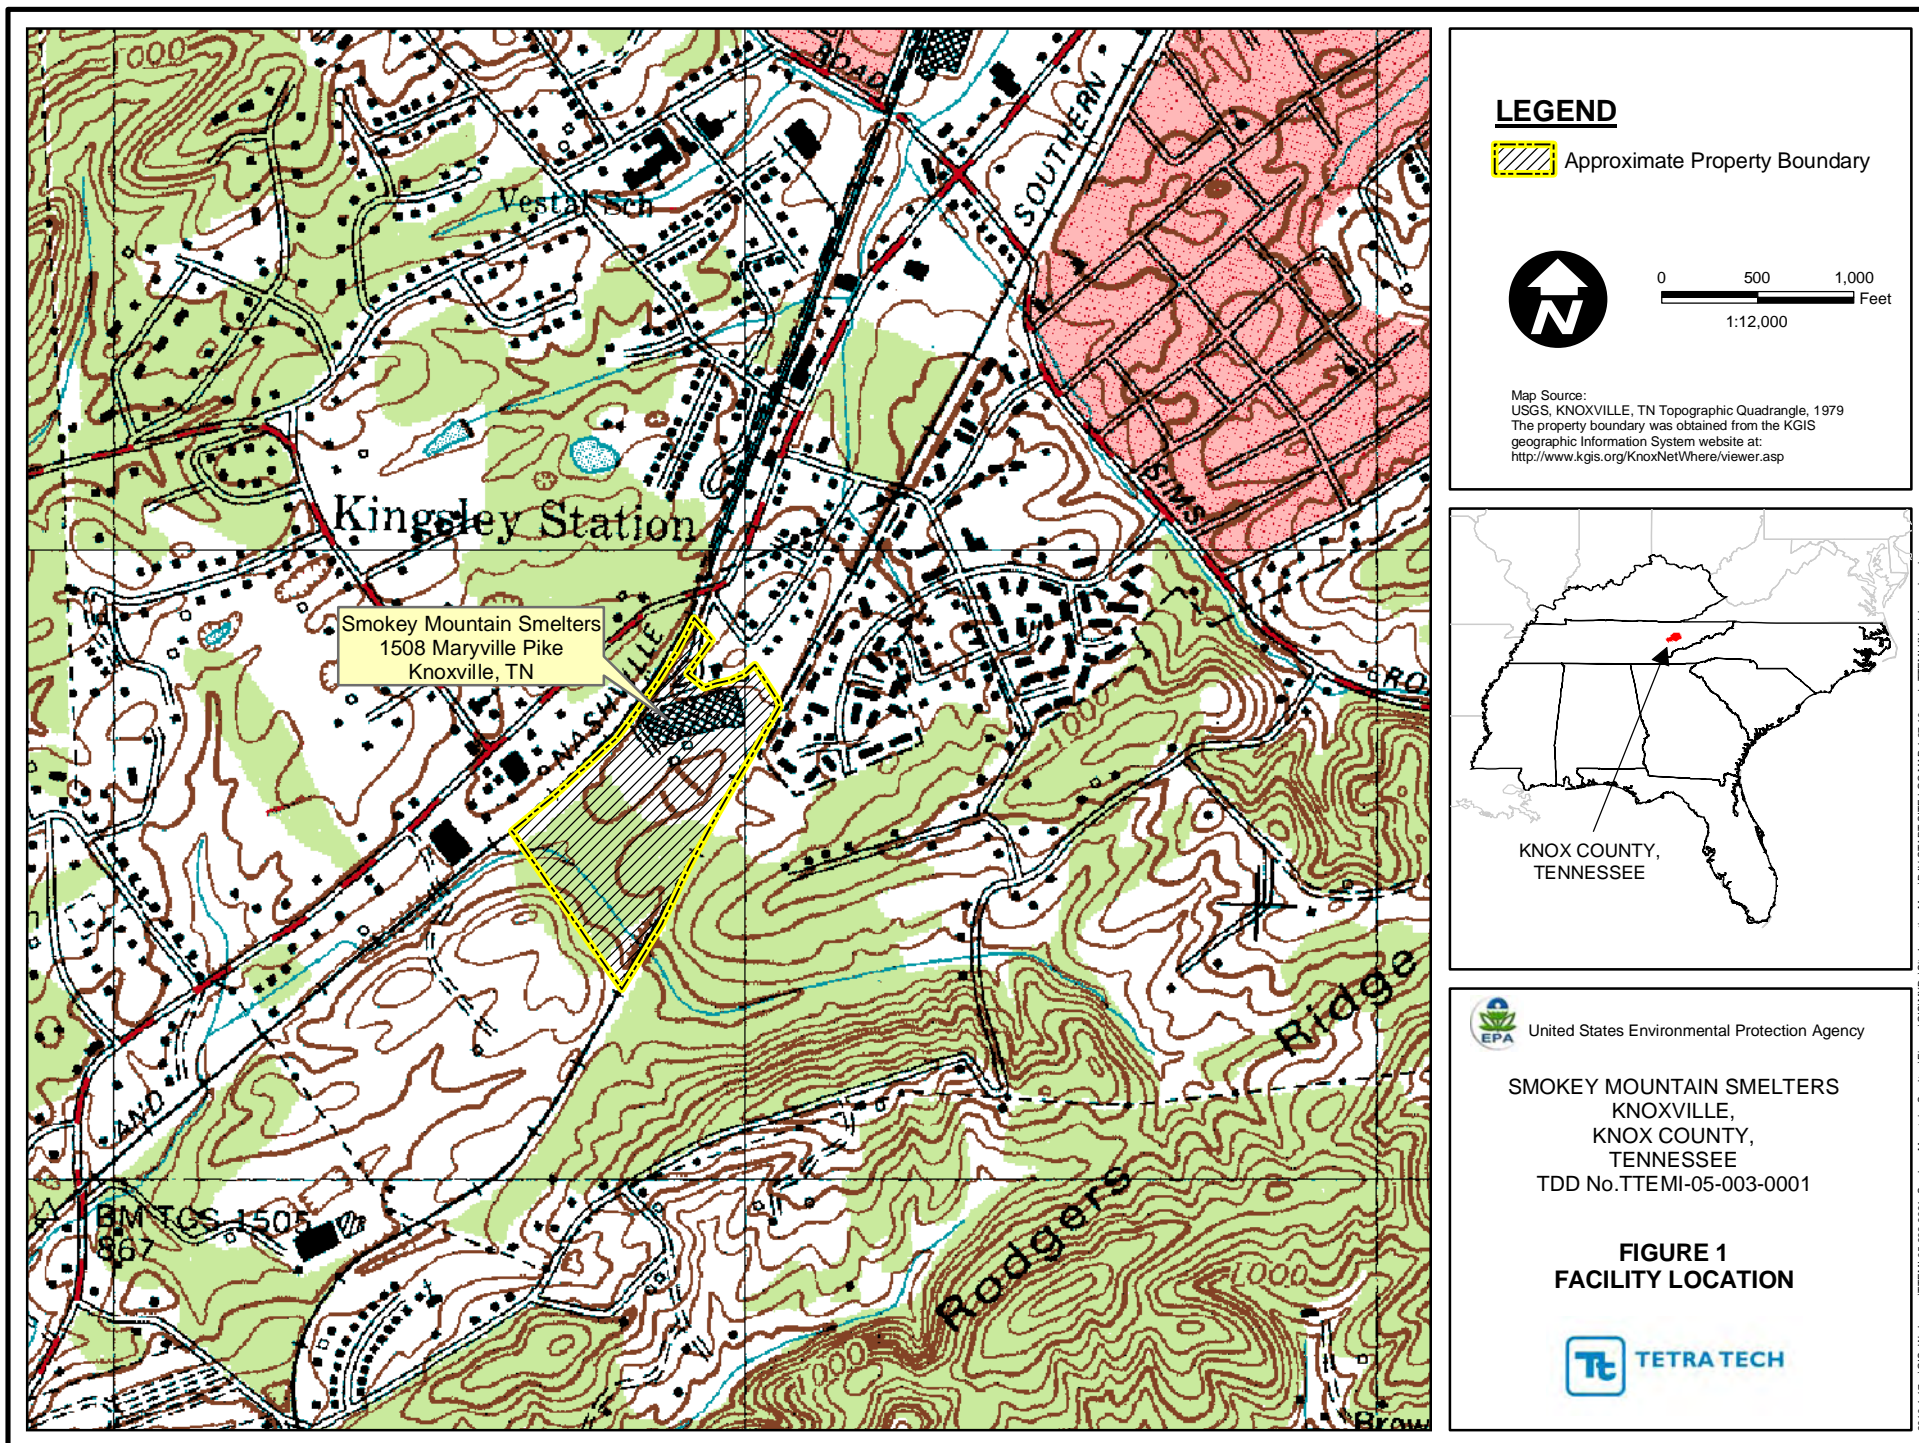 1000
ROAD
SOUTHERN
Vestal Sch
Kingsley Station
SIMS
NASHVILLE
Smokey Mountain Smelters
1508 Maryville Pike
Knoxville, TN
1000
AND
BM TGS 1505
867
Rodgers
Ridge
1000
1000
LEGEND
Approximate Property Boundary
N
0 500 1,000
Feet
1:12,000
Map Source:
USGS, KNOXVILLE, TN Topographic Quadrangle, 1979
The property boundary was obtained from the KGIS
geographic Information System website at:
http://www.kgis.org/KnoxNetWhere/viewer.asp
KNOX COUNTY,
TENNESSEE
EPA
United States Environmental Protection Agency
SMOKEY MOUNTAIN SMELTERS
KNOXVILLE,
KNOX COUNTY,
TENNESSEE
TDD No.TTEMI-05-003-0001
FIGURE 1
FACILITY LOCATION
Tt
TETRA TECH